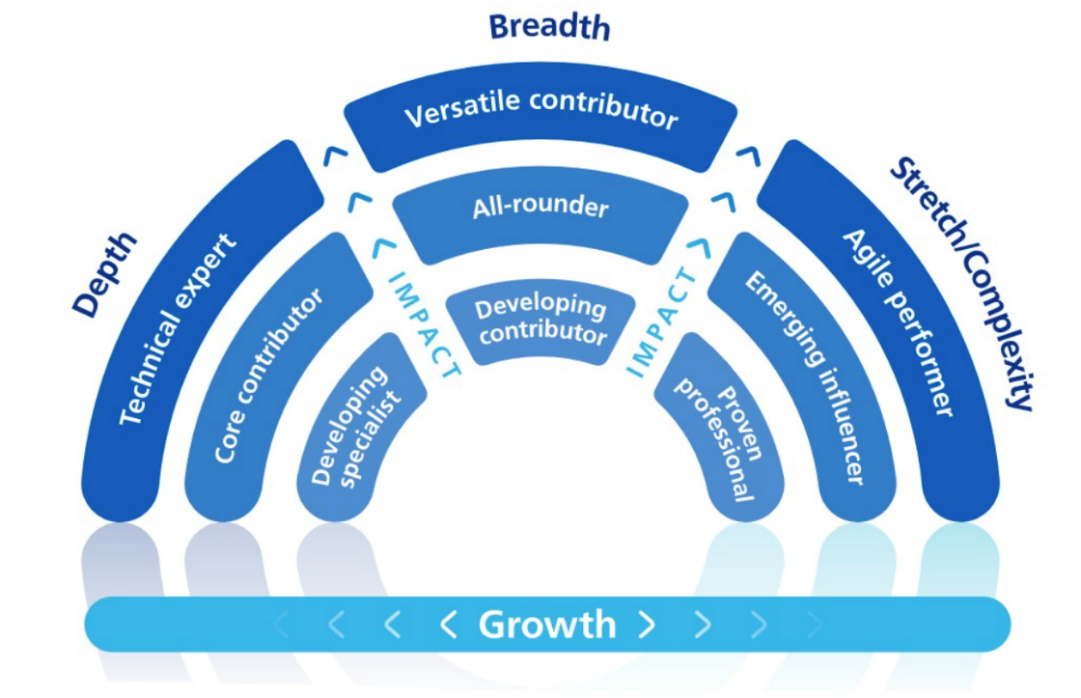 Breadth
Versatile contributor
All-rounder
Developing
contributor
Depth
Technical expert
Core contributor
Developing
specialist
IMPACT
IMPACT
Stretch/Complexity
Agile performer
Emerging influencer
Proven
professional
Growth